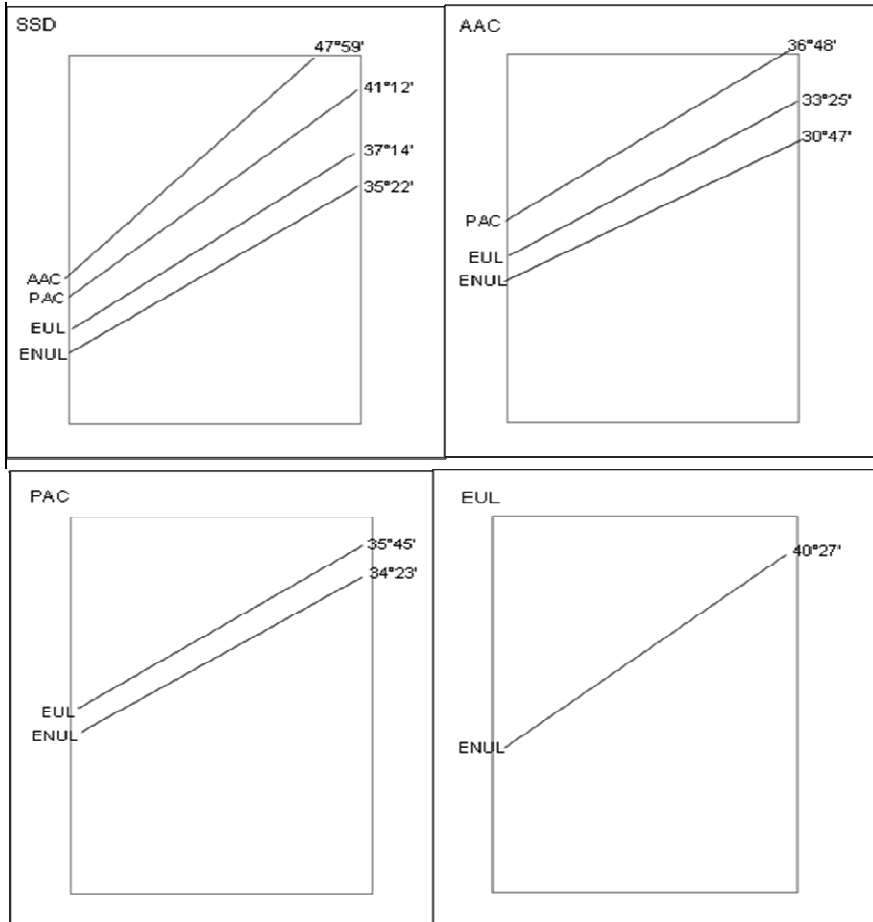 SSD
47°59'
41°12'
37°14'
35°22'
AAC
PAC
EUL
ENUL
AAC
36°48'
33°25'
30°47'
PAC
EUL
ENUL
PAC
35°45'
34°23'
EUL
ENUL
EUL
40°27'
ENUL